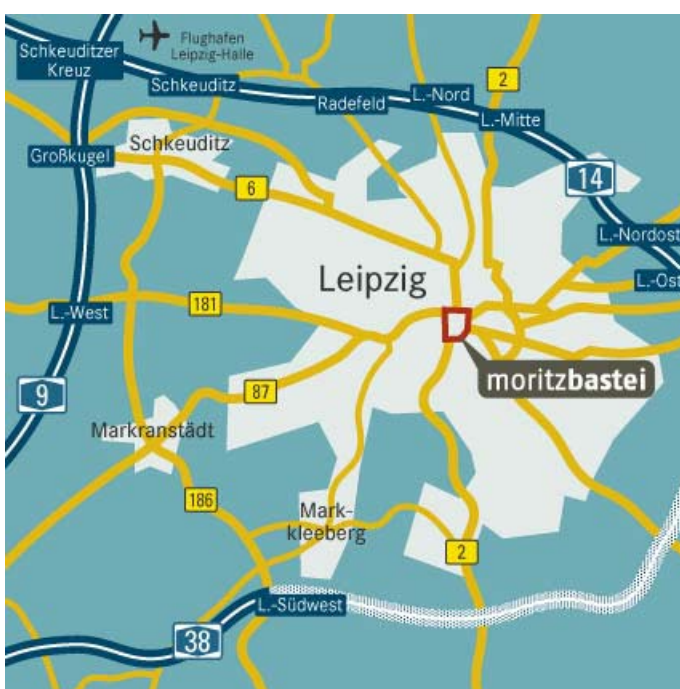 Flughafen
Leipzig-Halle
Schkeuditzer
Kreuz
Schkeuditz
Radefeld
L.-Nord
2
L.-Mitte
Großkugel
Schkeuditz
6
14
L.-Nordost
L.-Ost
Leipzig
L.-West
181
moritzbastei
9
87
Markranstädt
186
Mark-
kleeberg
2
L.-Südwest
38